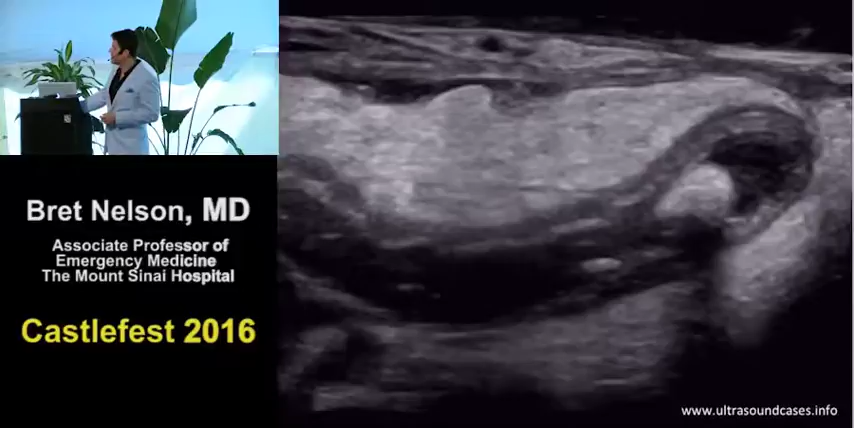 Bret Nelson, MD
Associate Professor of
Emergency Medicine
The Mount Sinai Hospital
Castlefest 2016
www.ultrasoundcases.info